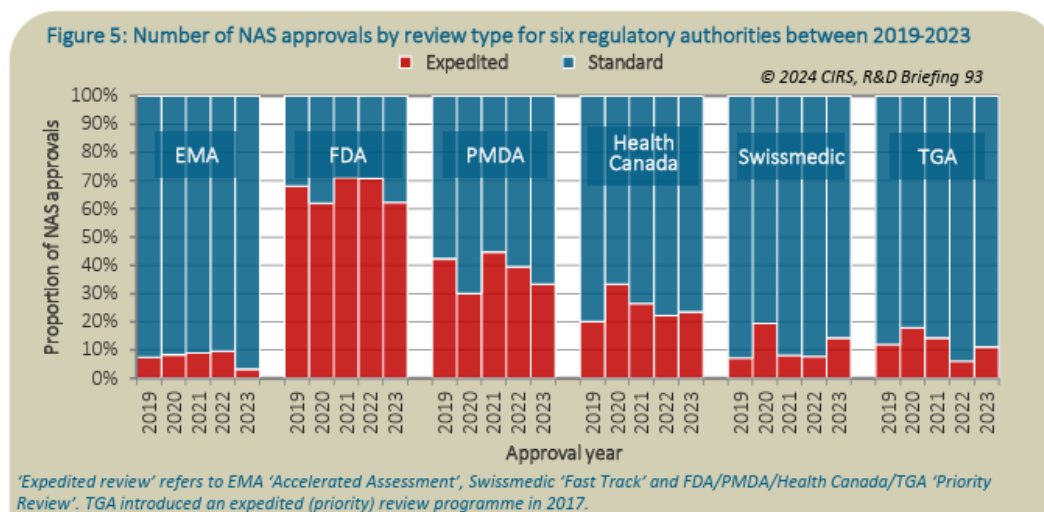 Figure 5: Number of NAS approvals by review type for six regulatory authorities between 2019-2023
Expedited Standard
© 2024 CIRS, R&D Briefing 93
Proportion of NAS approvals
100%
90%
80%
70%
60%
50%
40%
30%
20%
10%
0%
EMA
FDA
PMDA
Health
Canada
Swissmedic
TGA
2019 2020 2021 2022 2023
2019 2020 2021 2022 2023
2019 2020 2021 2022 2023
2019 2020 2021 2022 2023
2019 2020 2021 2022 2023
2019 2020 2021 2022 2023
Approval year
‘Expedited review’ refers to EMA ‘Accelerated Assessment’, Swissmedic ‘Fast Track’ and FDA/PMDA/Health Canada/TGA ‘Priority
Review’. TGA introduced an expedited (priority) review programme in 2017.